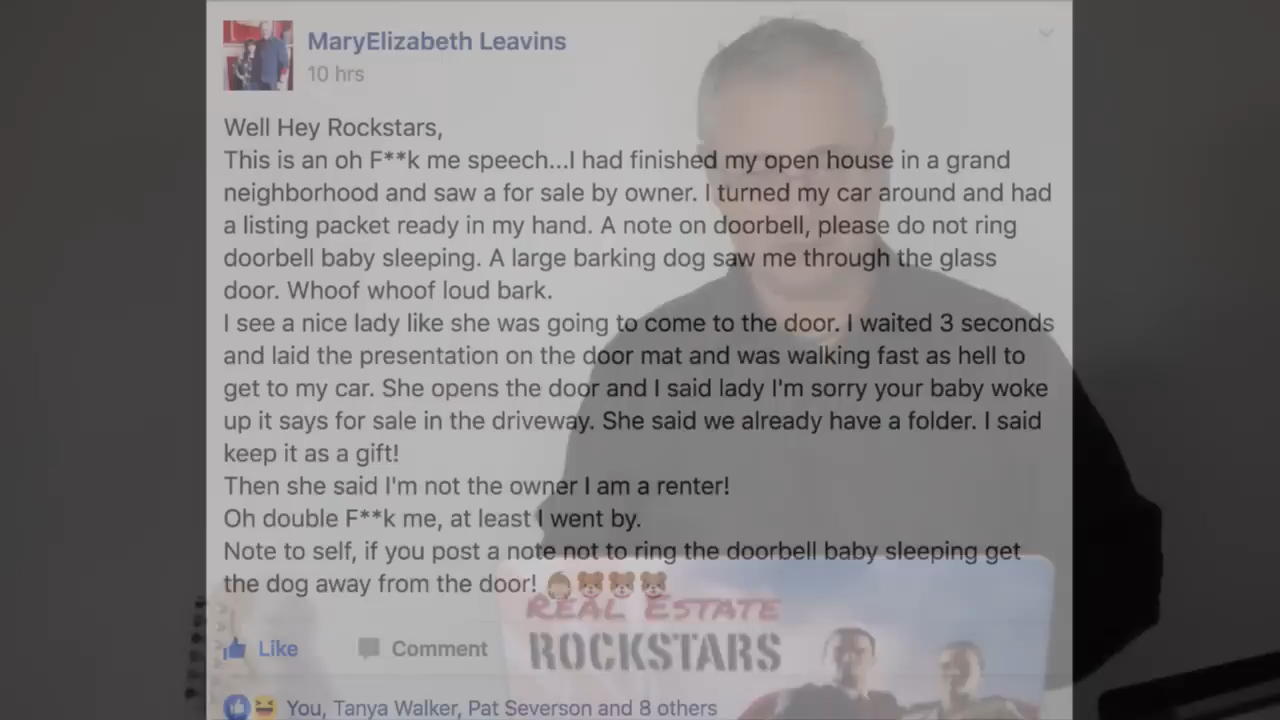 MaryElizabeth Leavins
10 hrs
Well Hey Rockstars,
This is an oh F**k me speech...I had finished my open house in a grand
neighborhood and saw a for sale by owner. I turned my car around and had
a listing packet ready in my hand. A note on doorbell, please do not ring
doorbell baby sleeping. A large barking dog saw me through the glass
door. Whoof whoof loud bark.
I see a nice lady like she was going to come to the door. I waited 3 seconds
and laid the presentation on the door mat and was walking fast as hell to
get to my car. She opens the door and I said lady I'm sorry your baby woke
up it says for sale in the driveway. She said we already have a folder. I said
keep it as a gift!
Then she said I'm not the owner I am a renter!
Oh double F**k me, at least I went by.
Note to self, if you post a note not to ring the doorbell baby sleeping get
the dog away from the door!
REAL ESTATE
ROCKSTARS
Like Comment
You, Tanya Walker, Pat Severson and 8 others